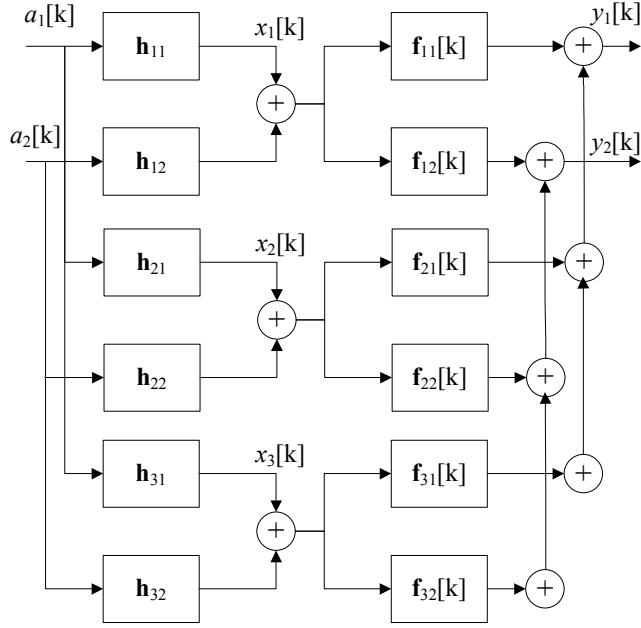 a₁[k] x₁[k] y₁[k]
h₁₁ f₁₁[k] +
+
a₂[k] y₂[k]
h₁₂ f₁₂[k] +
x₂[k]
h₂₁ f₂₁[k] +
+
h₂₂ f₂₂[k] +
x₃[k]
h₃₁ f₃₁[k] +
+
h₃₂ f₃₂[k] +